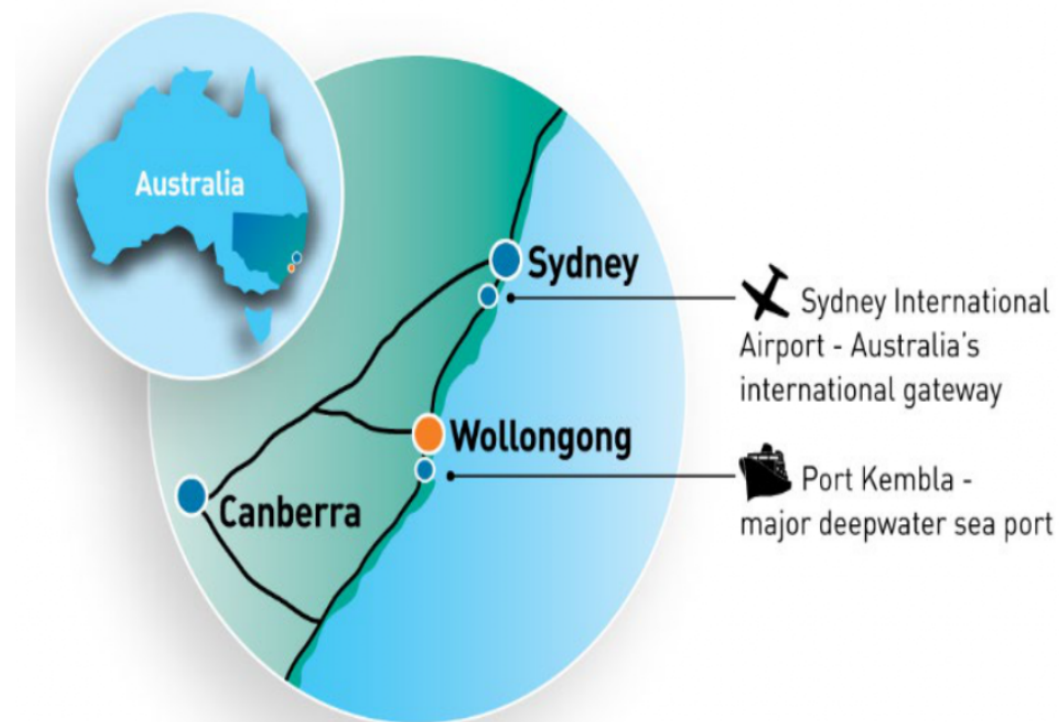 Australia
Sydney
Sydney International
Airport - Australia's
international gateway
Wollongong
Port Kembla -
major deepwater sea port
Canberra